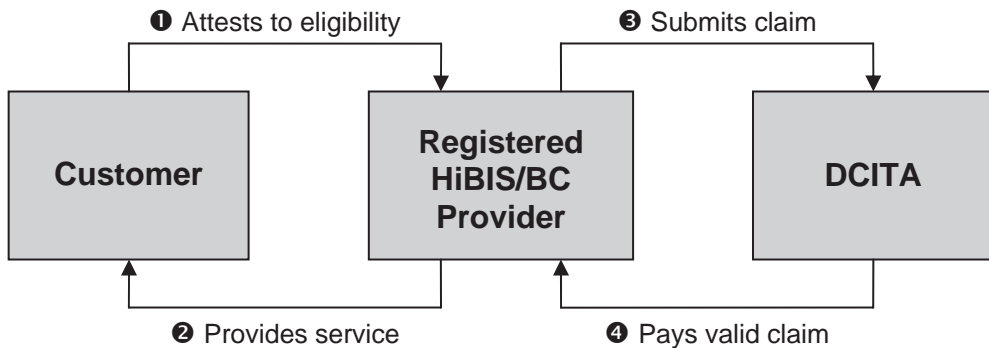 ❶ Attests to eligibility
❸ Submits claim
Customer
Registered
HiBIS/BC
Provider
DCITA
❷ Provides service
❹ Pays valid claim